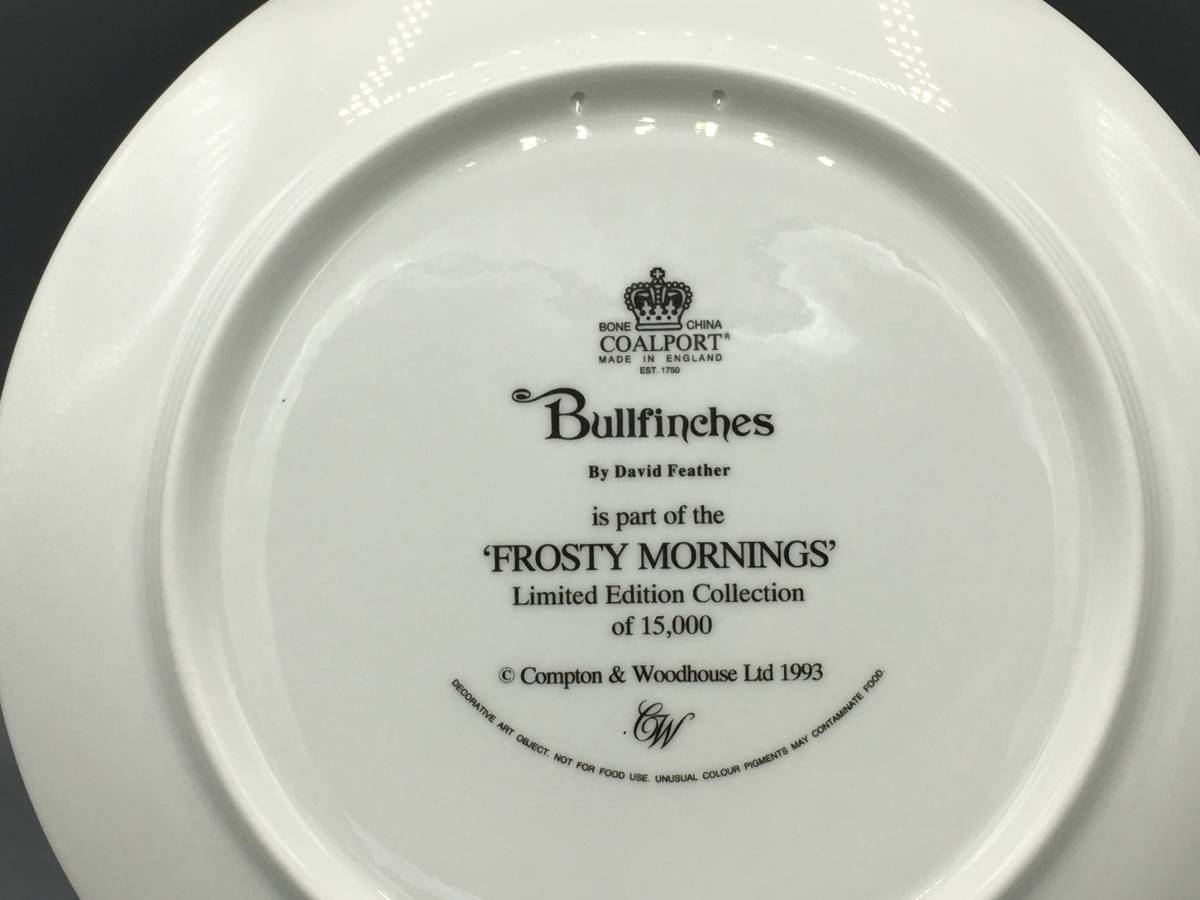 BONE CHINA
COALPORT®
MADE IN ENGLAND
EST. 1750
Bullfinches
By David Feather
is part of the
‘FROSTY MORNINGS’
Limited Edition Collection
of 15,000
© Compton & Woodhouse Ltd 1993
CW
DECORATIVE ART OBJECT. NOT FOR FOOD USE. UNUSUAL COLOUR PIGMENTS MAY CONTAMINATE FOOD.